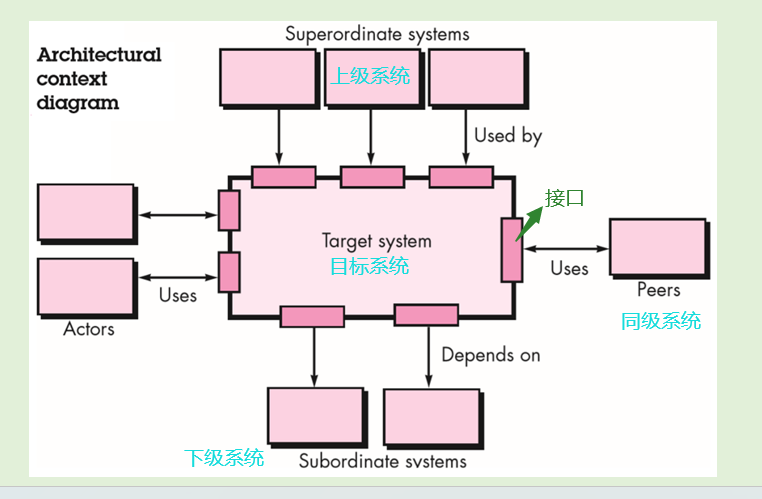 Superordinate systems
Architectural
context
diagram
上级系统
Used by
接口
Target system
目标系统
Uses
Uses
Peers
Actors
同级系统
Depends on
下级系统
Subordinate systems